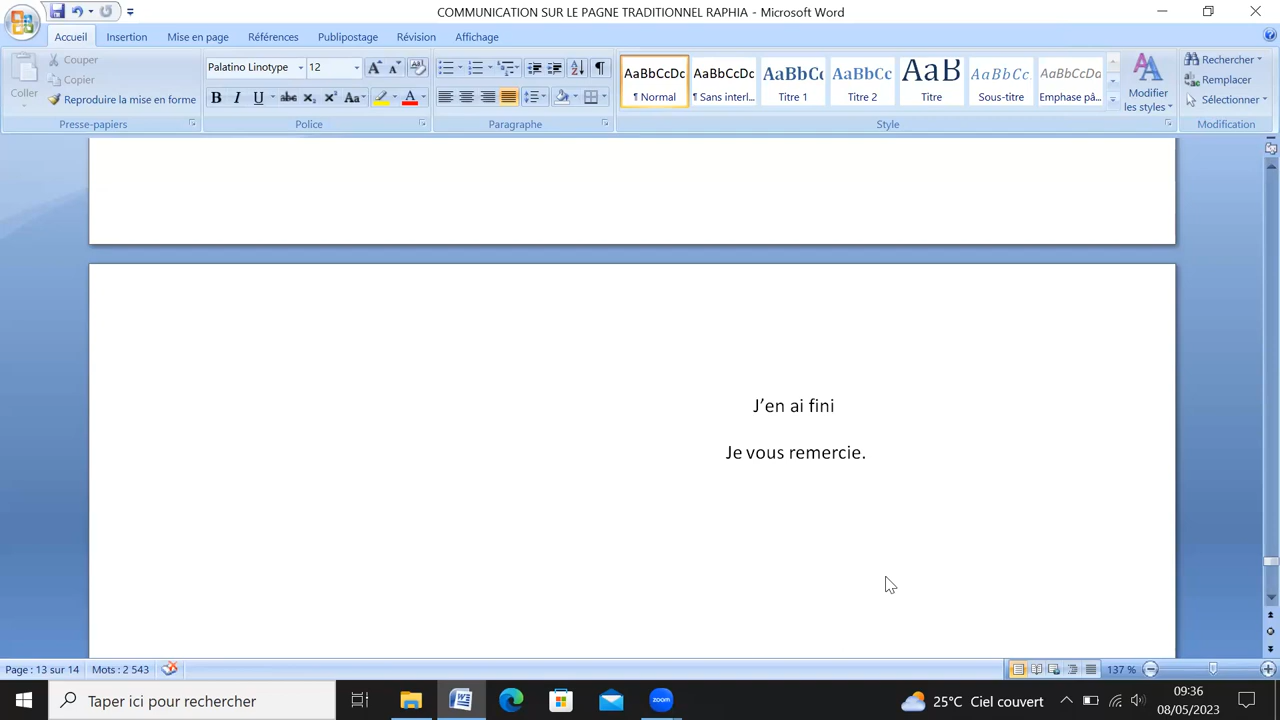 COMMUNICATION SUR LE PAGNE TRADITIONNEL RAPHIA - Microsoft Word
Accueil Insertion Mise en page Références Publipostage Révision Affichage
Coller
Couper
Copier
Reproduire la mise en forme
Presse-papiers
Palatino Linotype 12
Police
Paragraphe
AaBbCcDc AaBbCcDc AaBbCc AaBbCc AaB AaBbCc. AaBbCcDa
¶ Normal ¶ Sans interl... Titre 1 Titre 2 Titre Sous-titre Emphase pâ...
Style
Modifier
les styles
Rechercher
Remplacer
Sélectionner
Modification
J’en ai fini
Je vous remercie.
Page : 13 sur 14 Mots : 2 543 137 %
Taper ici pour rechercher
zoom
25°C Ciel couvert
09:36
08/05/2023